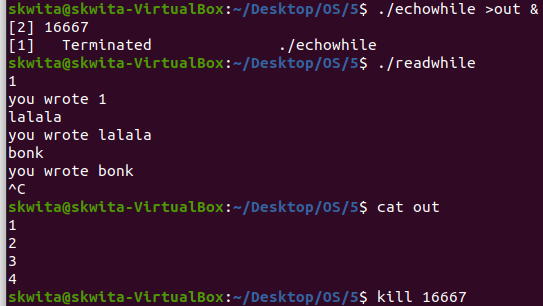 skwita@skwita-VirtualBox:~/Desktop/OS/5$ ./echowhile >out &
[2] 16667
[1]   Terminated              ./echowhile
skwita@skwita-VirtualBox:~/Desktop/OS/5$ ./readwhile
1
you wrote 1
lalala
you wrote lalala
bonk
you wrote bonk
^C
skwita@skwita-VirtualBox:~/Desktop/OS/5$ cat out
1
2
3
4
skwita@skwita-VirtualBox:~/Desktop/OS/5$ kill 16667